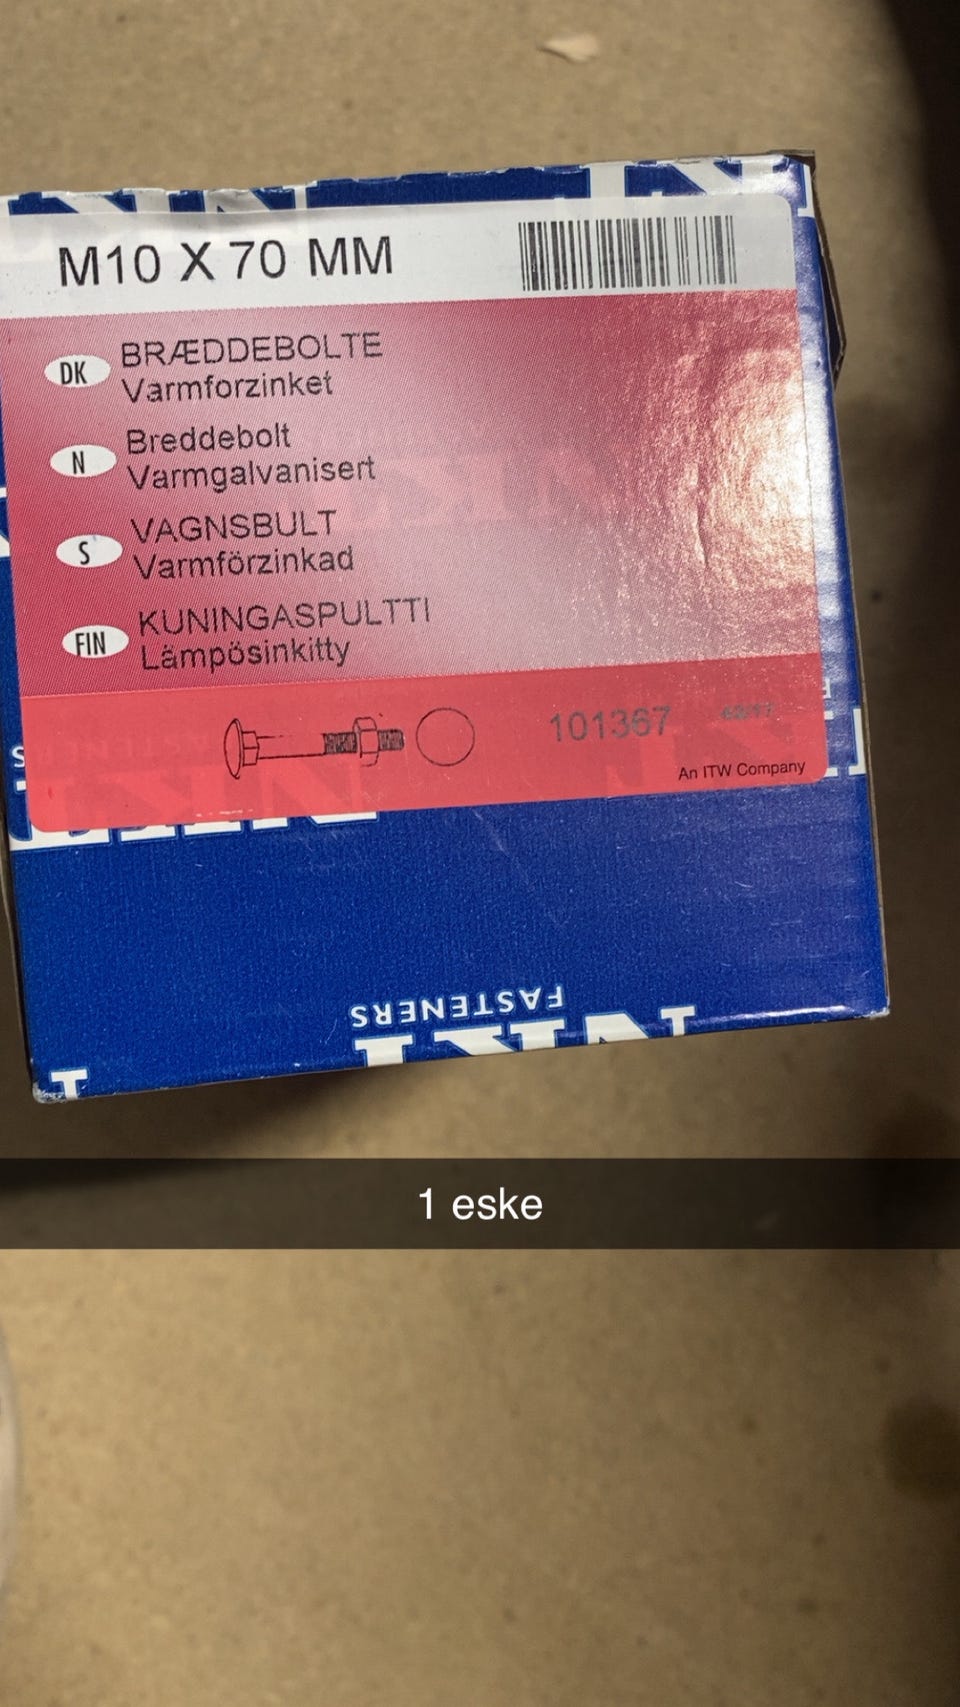 M10 X 70 MM
DK
BRÆDDEBOLTE
Varmforzinket
N
Breddebolt
Varmgalvanisert
S
VAGNSBULT
Varmförzinkad
FIN
KUNINGASPULTTI
Lämpösinkitty
101367
An ITW Company
FASTENERS
1 eske